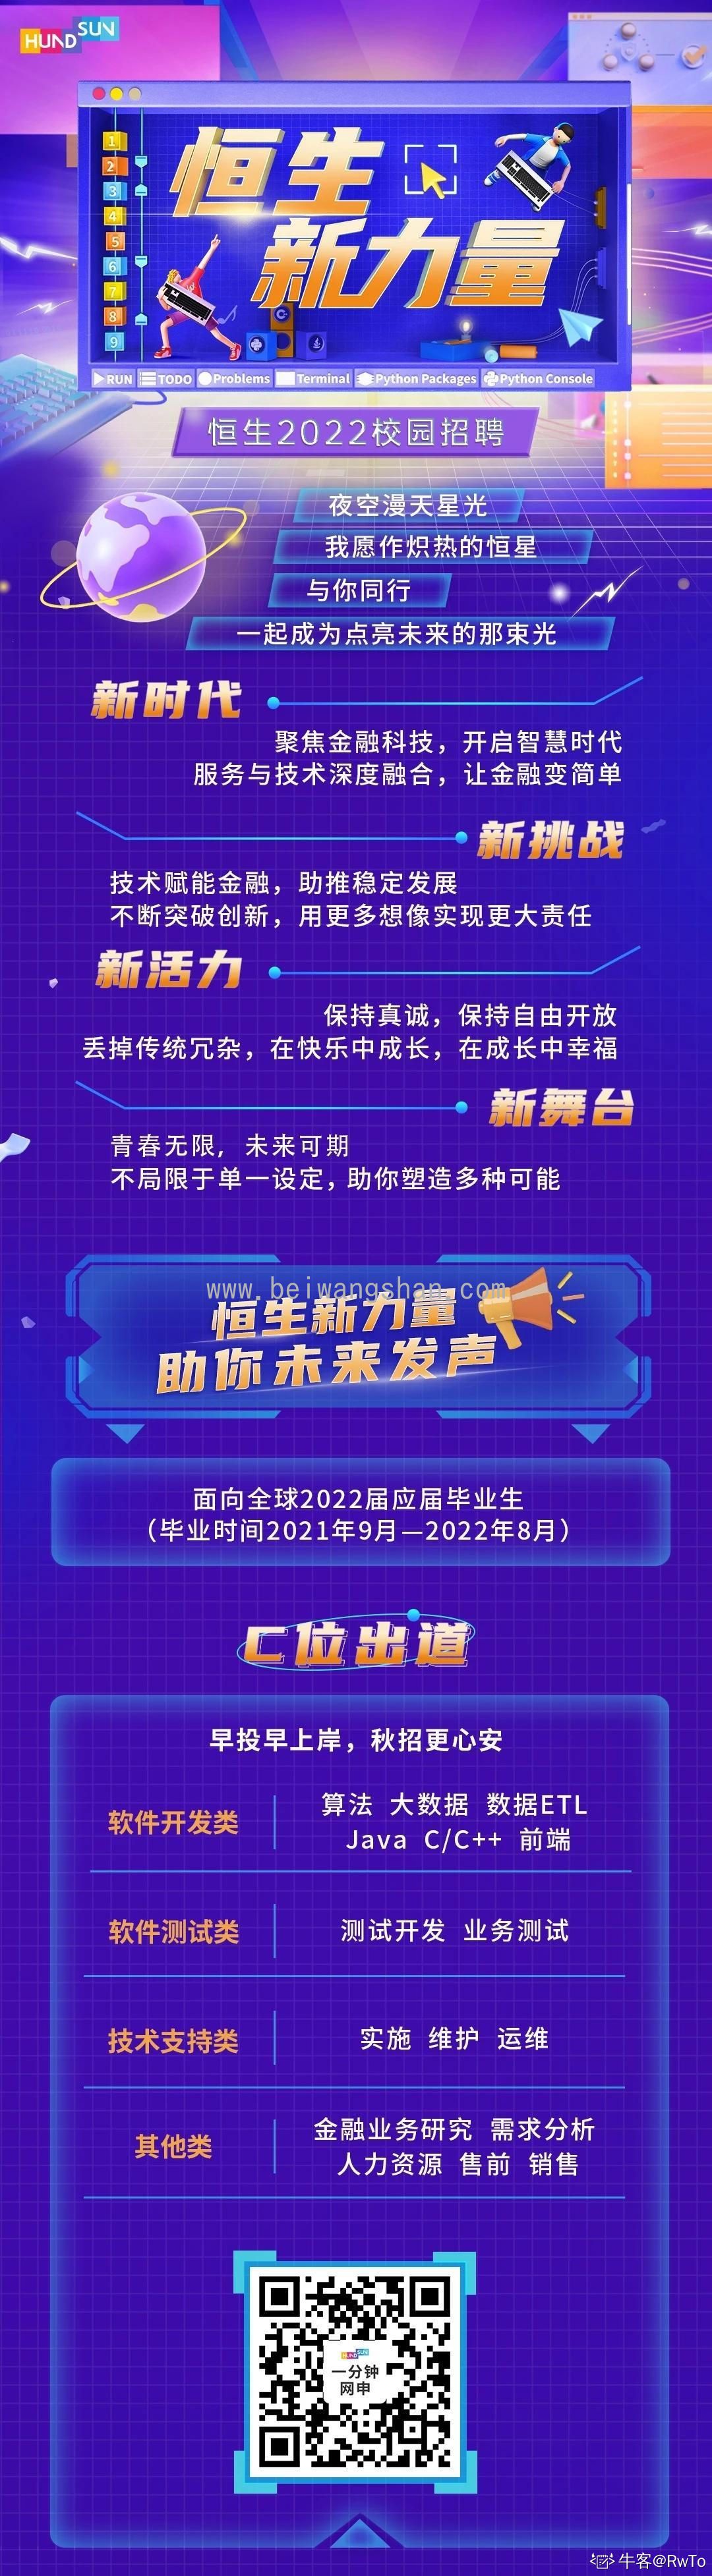 HUNDSUN
1
2
3
4
5
6
7
8
9
恒生
新力量
RUN TODO Problems Terminal Python Packages Python Console
恒生2022校园招聘
夜空漫天星光
我愿作炽热的恒星
与你同行
一起成为点亮未来的那束光
新时代
聚焦金融科技，开启智慧时代
服务与技术深度融合，让金融变简单
新挑战
技术赋能金融，助推稳定发展
不断突破创新，用更多想像实现更大责任
新活力
保持真诚，保持自由开放
丢掉传统冗杂，在快乐中成长，在成长中幸福
新舞台
青春无限，未来可期
不局限于单一设定，助你塑造多种可能
www.beiwangshan.com
恒生新力量
助你未来发声
面向全球2022届应届毕业生
（毕业时间2021年9月—2022年8月）
C位出道
早投早上岸，秋招更心安
软件开发类
算法 大数据 数据ETL
Java C/C++ 前端
软件测试类
测试开发 业务测试
技术支持类
实施 维护 运维
其他类
金融业务研究 需求分析
人力资源 售前 销售
HUNDSUN
一分钟
网申
牛客@RwTo